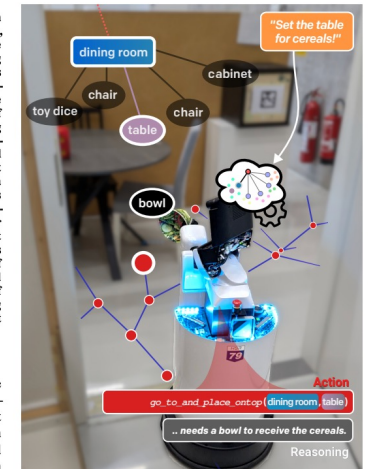 "Set the table
for cereals!"
dining room
cabinet
chair
toy dice
chair
table
bowl
79
Action
go_to_and_place_ontop(dining room, table)
.. needs a bowl to receive the cereals.
Reasoning